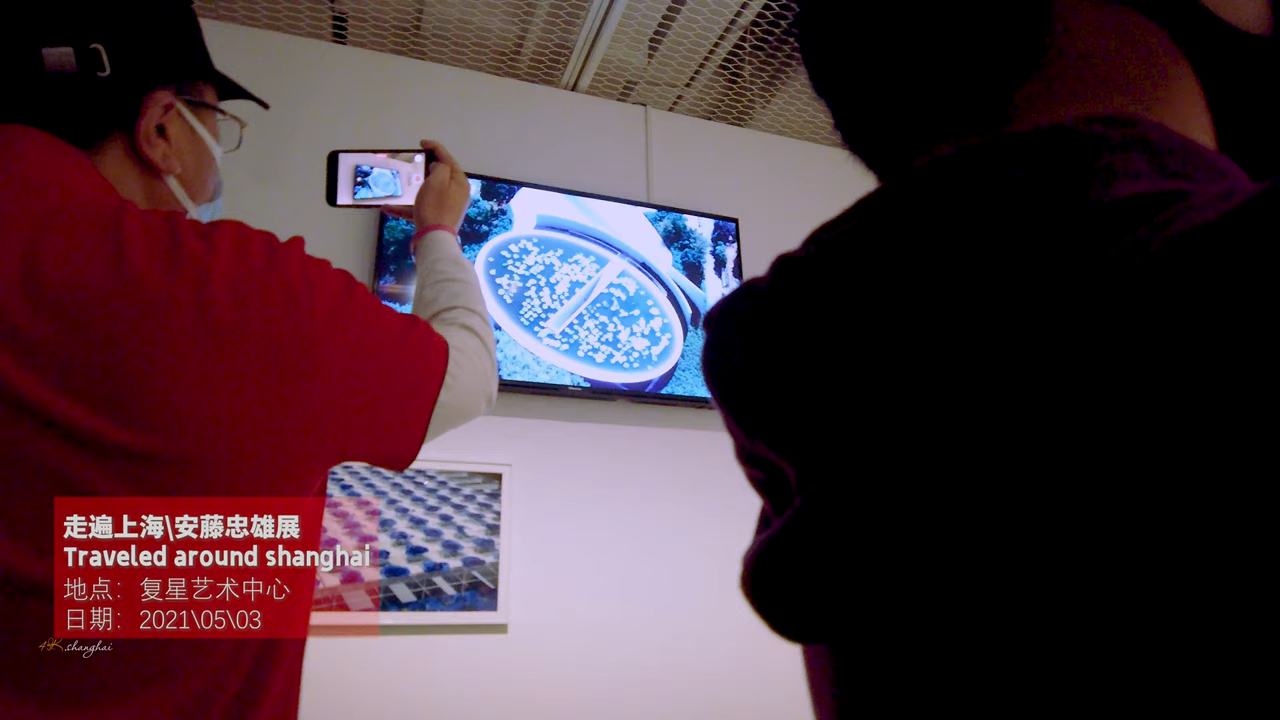 走遍上海\安藤忠雄展
Traveled around shanghai
地点：复星艺术中心
日期：2021\05\03
4K.shanghai